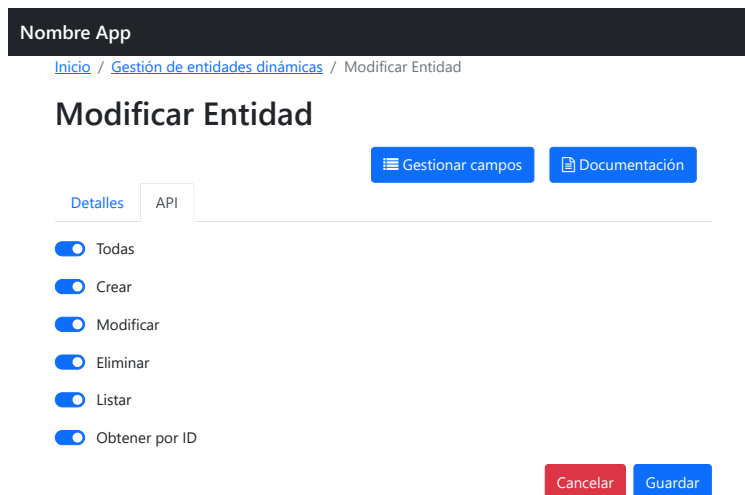 Nombre App
Inicio / Gestión de entidades dinámicas / Modificar Entidad
Modificar Entidad
Gestionar campos Documentación
Detalles API
Todas
Crear
Modificar
Eliminar
Listar
Obtener por ID
Cancelar Guardar